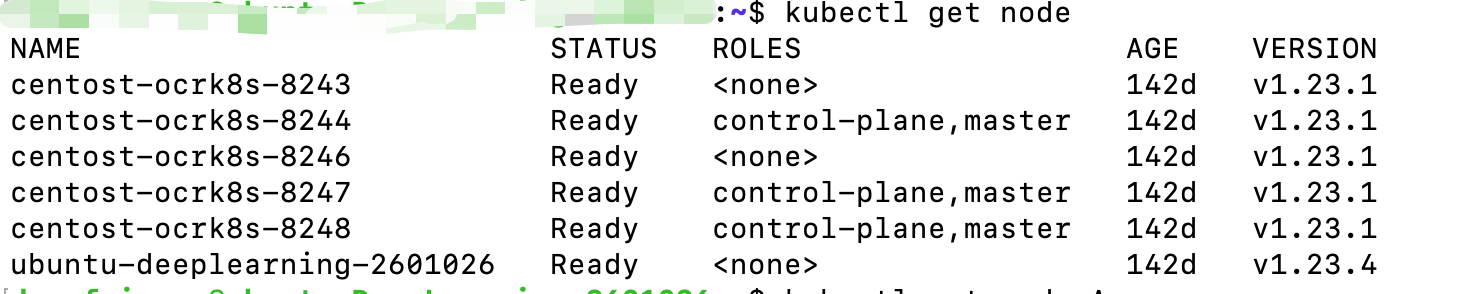 :~$ kubectl get node
NAME STATUS ROLES AGE VERSION
centost-ocrk8s-8243 Ready <none> 142d v1.23.1
centost-ocrk8s-8244 Ready control-plane,master 142d v1.23.1
centost-ocrk8s-8246 Ready <none> 142d v1.23.1
centost-ocrk8s-8247 Ready control-plane,master 142d v1.23.1
centost-ocrk8s-8248 Ready control-plane,master 142d v1.23.1
ubuntu-deeplearning-2601026 Ready <none> 142d v1.23.4